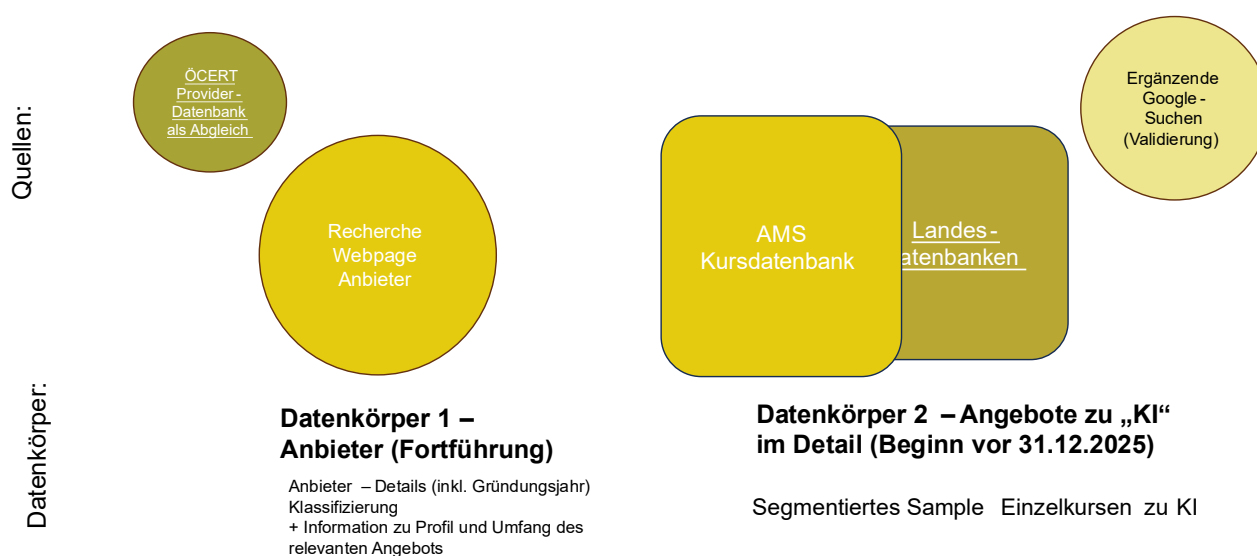 Quellen:
ÖCERT
Provider-
Datenbank
als Abgleich
Recherche
Webpage
Anbieter
AMS
Kursdatenbank
Landes-
atenbanken
Ergänzende
Google-
Suchen
(Validierung)
Datenkörper:
Datenkörper 1 –
Anbieter (Fortführung)
Anbieter – Details (inkl. Gründungsjahr)
Klassifizierung
+ Information zu Profil und Umfang des
relevanten Angebots
Datenkörper 2 – Angebote zu „KI“
im Detail (Beginn vor 31.12.2025)
Segmentiertes Sample Einzelkursen zu KI